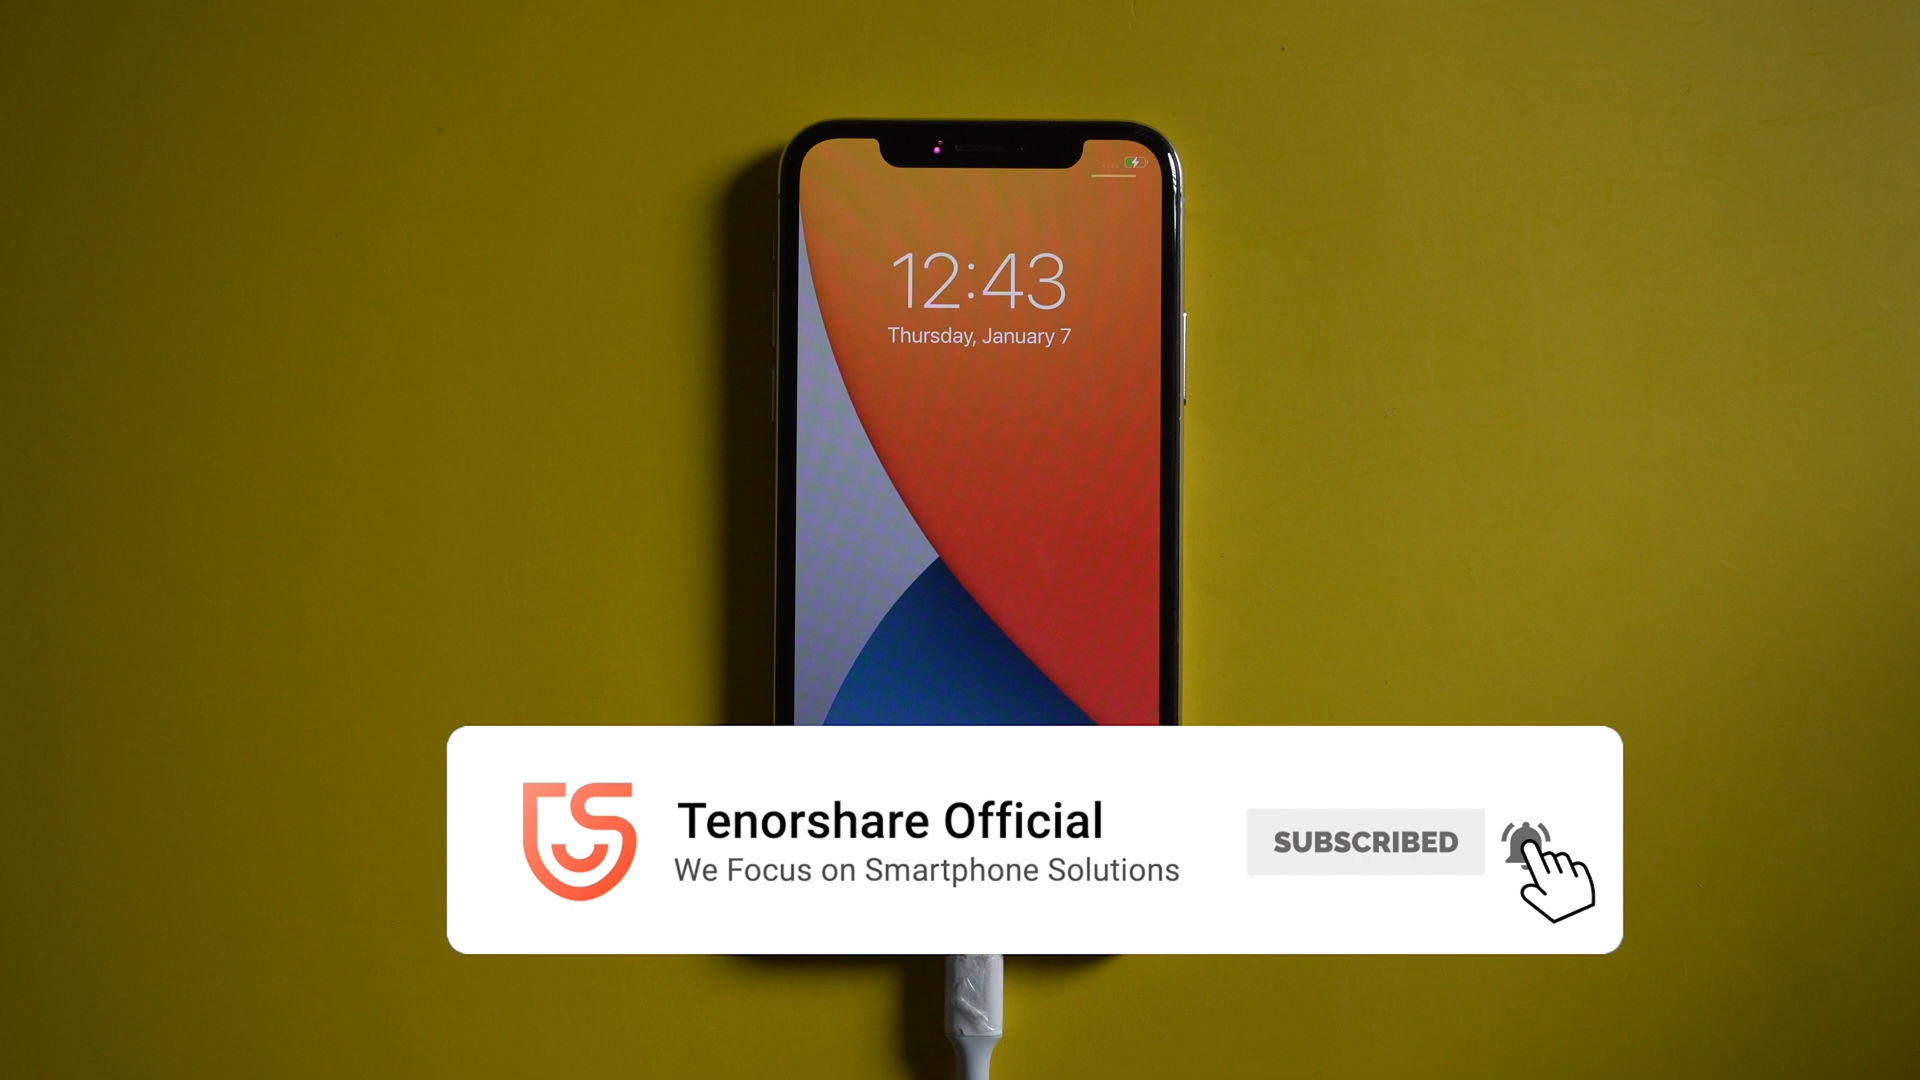 12:43
Thursday, January 7
Tenorshare Official
We Focus on Smartphone Solutions
SUBSCRIBED